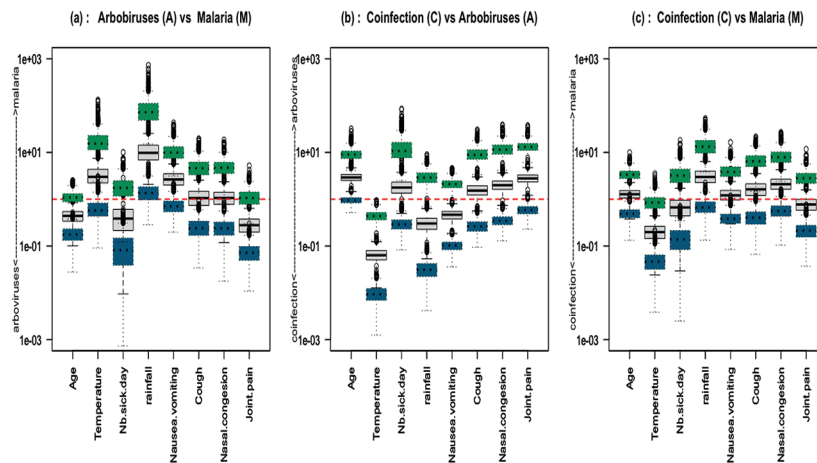 (a) : Arbobiruses (A) vs Malaria (M)
(b) : Coinfection (C) vs Arboviruses (A)
(c) : Coinfection (C) vs Malaria (M)
arboviruses<---------------------->malaria
1e+03
1e+01
1e-01
1e-03
Age
Temperature
Nb.sick.day
rainfall
Nausea.vomiting
Cough
Nasal.congesion
Joint.pain
coinfection<---------------------->arboviruses
1e+03
1e+01
1e-01
1e-03
Age
Temperature
Nb.sick.day
rainfall
Nausea.vomiting
Cough
Nasal.congesion
Joint.pain
coinfection<---------------------->malaria
1e+03
1e+01
1e-01
1e-03
Age
Temperature
Nb.sick.day
rainfall
Nausea.vomiting
Cough
Nasal.congesion
Joint.pain